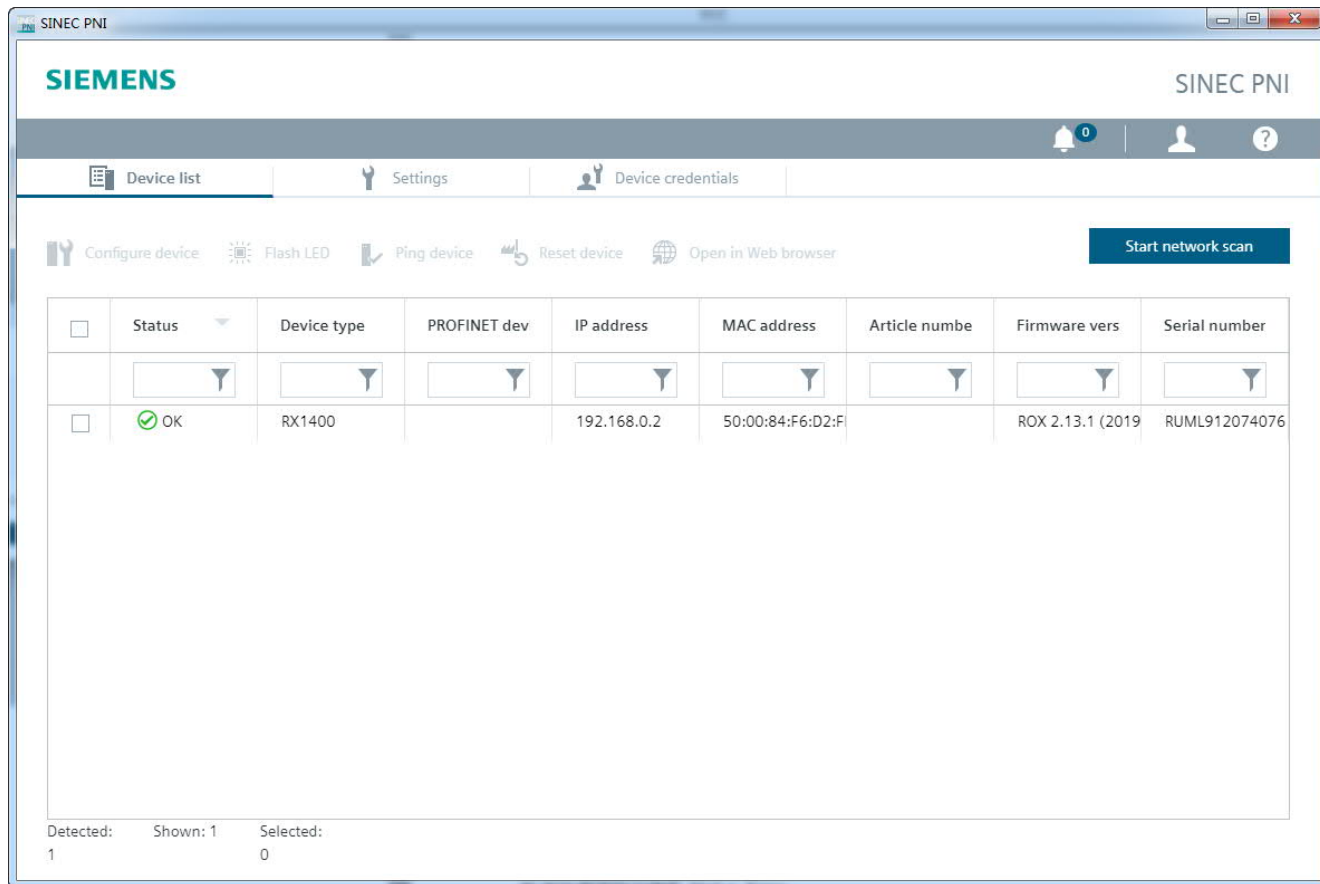 SINEC PNI
SIEMENS
SINEC PNI
0
?
Device list Settings Device credentials
Configure device Flash LED Ping device Reset device Open in Web browser Start network scan
Status Device type PROFINET dev IP address MAC address Article numbe Firmware vers Serial number
OK RX1400 192.168.0.2 50:00:84:F6:D2:F ROX 2.13.1 (2019 RUML912074076
Detected: Shown: 1 Selected:
1 0